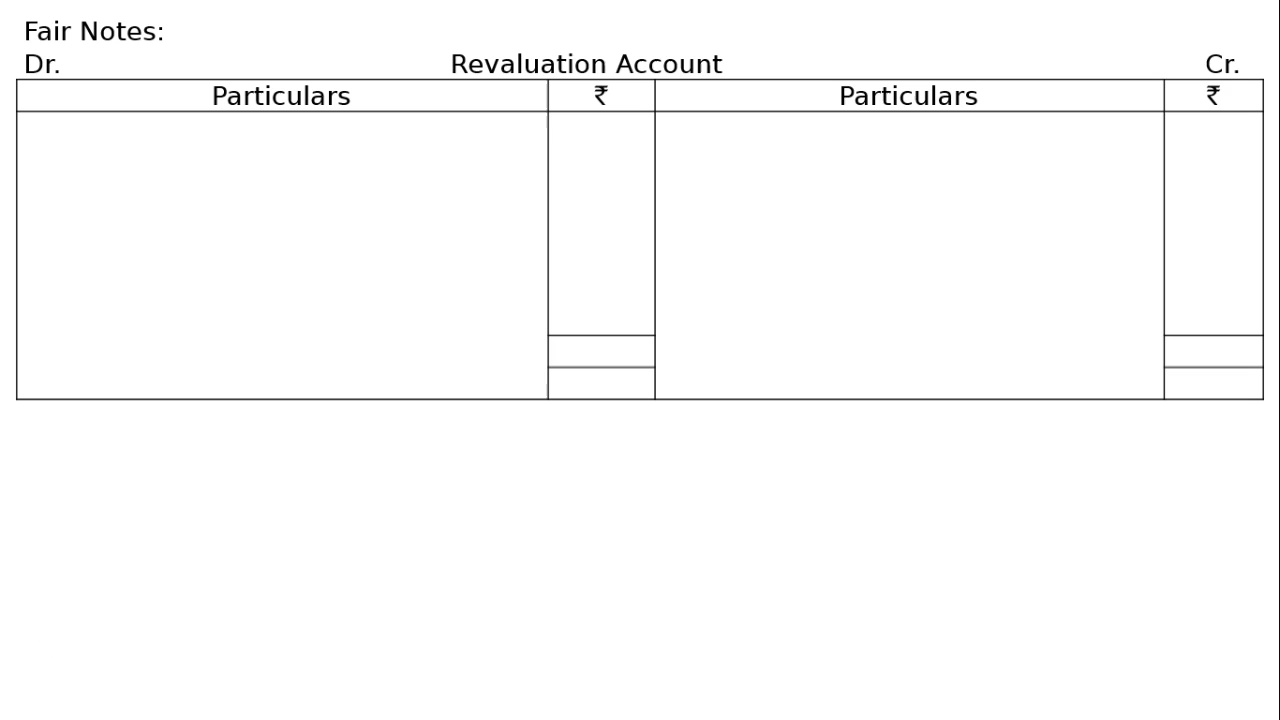 Fair Notes:
Dr. Revaluation Account Cr.
Particulars ₹ Particulars ₹